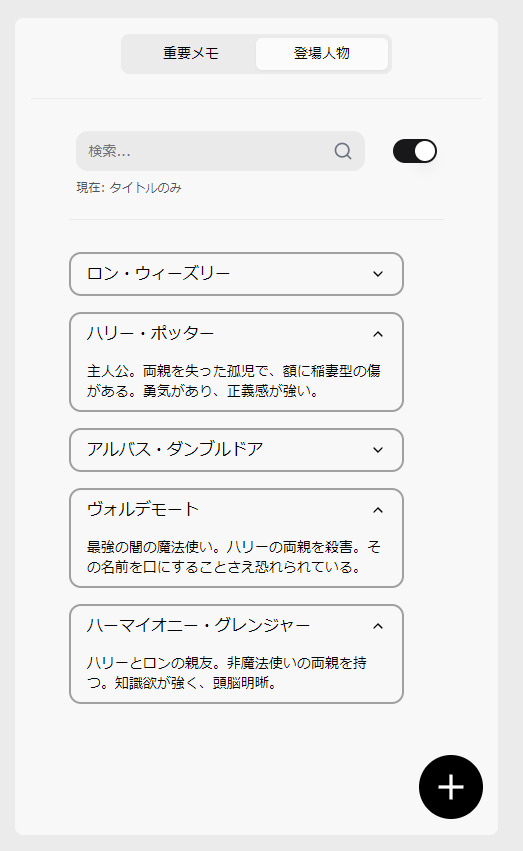 重要メモ
登場人物
検索...
現在: タイトルのみ
ロン・ウィーズリー
ハリー・ポッター
主人公。両親を失った孤児で、額に稲妻型の傷
がある。勇気があり、正義感が強い。
アルバス・ダンブルドア
ヴォルデモート
最強の闇の魔法使い。ハリーの両親を殺害。そ
の名前を口にすることさえ恐れられている。
ハーマイオニー・グレンジャー
ハリーとロンの親友。非魔法使いの両親を持
つ。知識欲が強く、頭脳明晰。